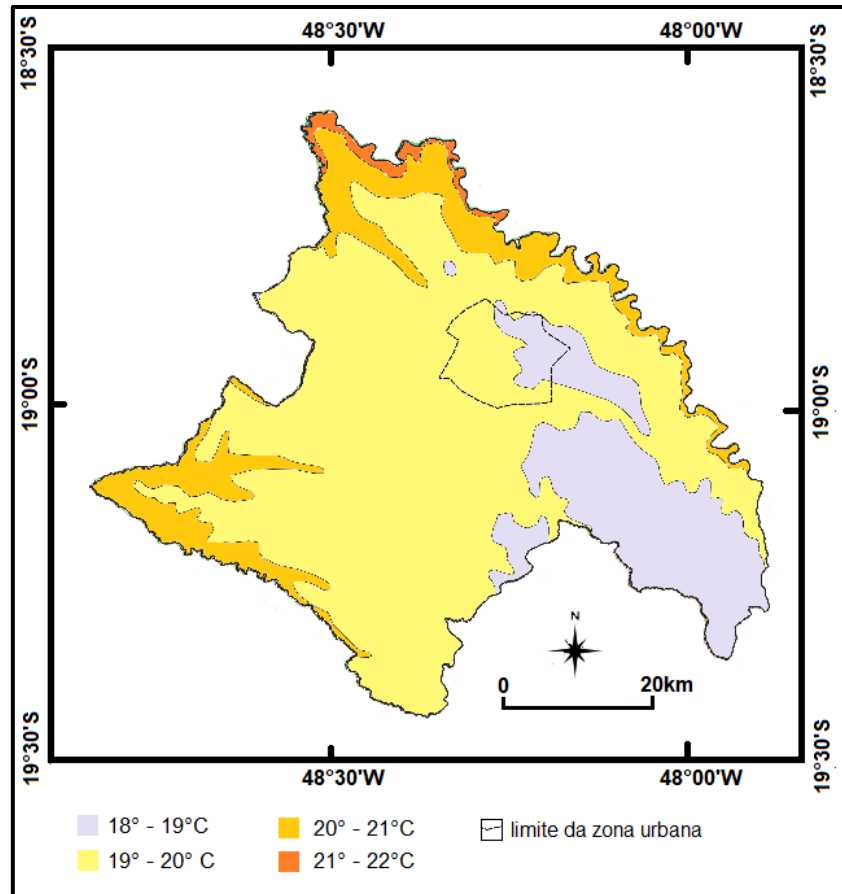 48°30'W 48°00'W
18°30'S 18°30'S
19°00'S 19°00'S
N
0 20km
19°30'S 19°30'S
48°30'W 48°00'W
18° - 19°C 20° - 21°C limite da zona urbana
19° - 20° C 21° - 22°C